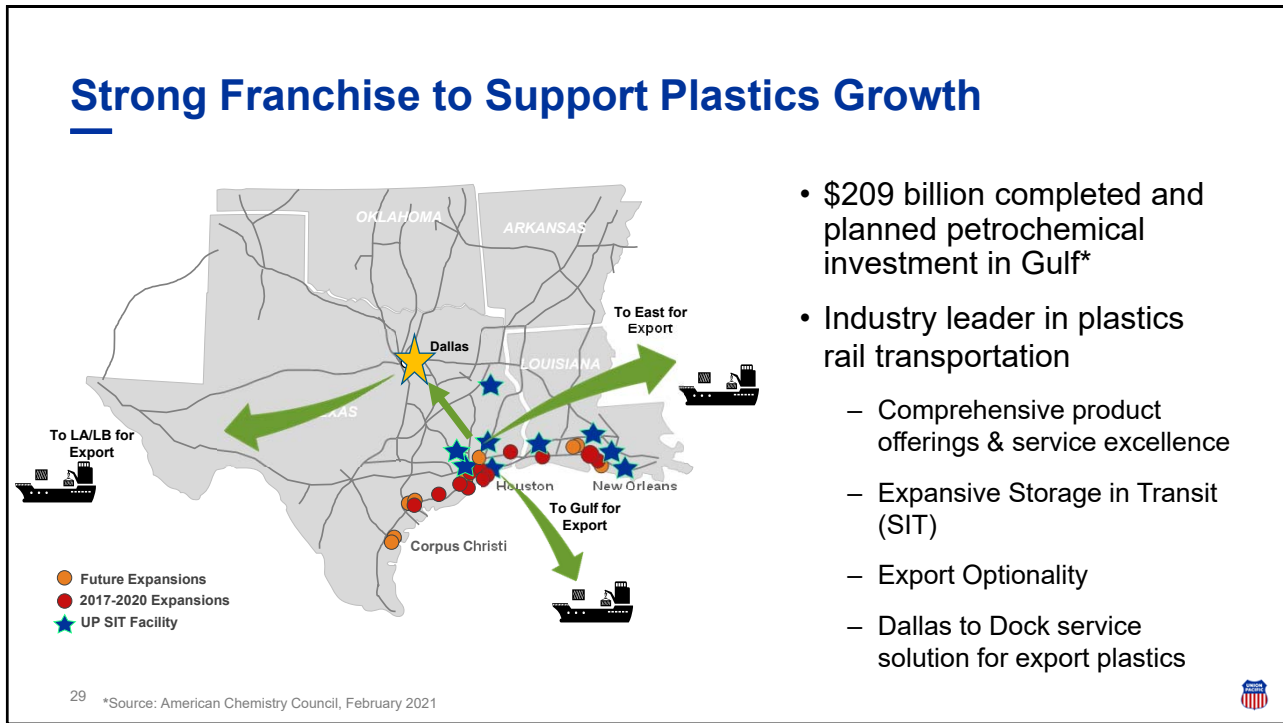 Strong Franchise to Support Plastics Growth
OKLAHOMA
ARKANSAS
To East for
Export
Dallas
LOUISIANA
TEXAS
To LA/LB for
Export
Houston
New Orleans
To Gulf for
Export
Corpus Christi
Future Expansions
2017-2020 Expansions
UP SIT Facility
• $209 billion completed and
planned petrochemical
investment in Gulf*
• Industry leader in plastics
rail transportation
– Comprehensive product
offerings & service excellence
– Expansive Storage in Transit
(SIT)
– Export Optionality
– Dallas to Dock service
solution for export plastics
29
*Source: American Chemistry Council, February 2021
UNION
PACIFIC